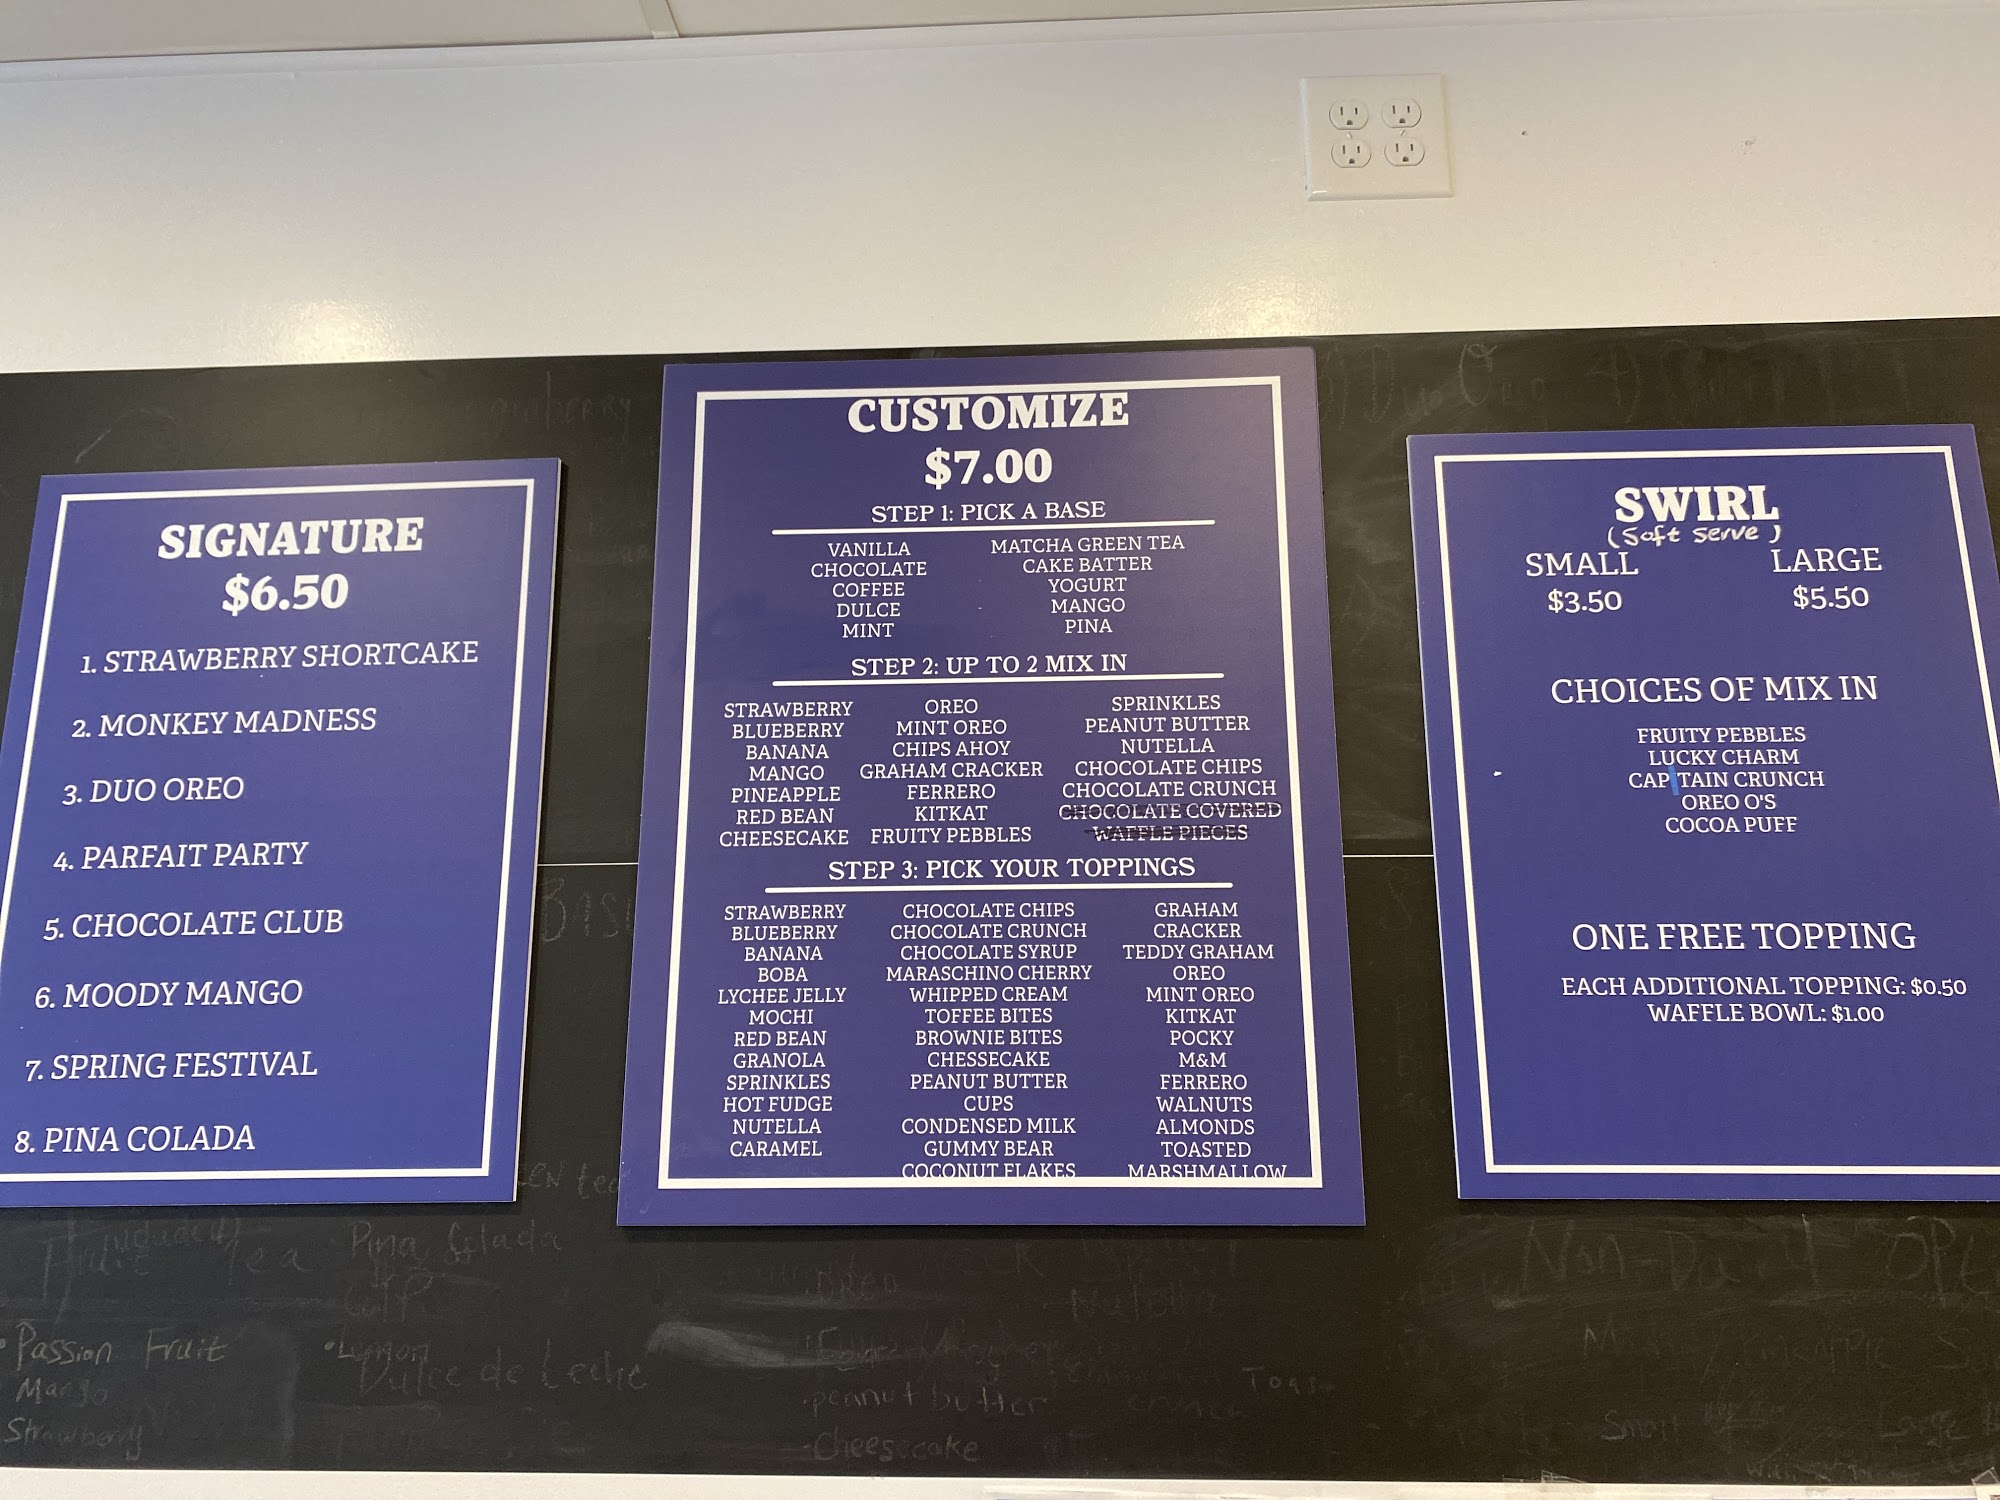 SIGNATURE
$6.50
1. STRAWBERRY SHORTCAKE
2. MONKEY MADNESS
3. DUO OREO
4. PARFAIT PARTY
5. CHOCOLATE CLUB
6. MOODY MANGO
7. SPRING FESTIVAL
8. PINA COLADA
CUSTOMIZE
$7.00
STEP 1: PICK A BASE
VANILLA
CHOCOLATE
COFFEE
DULCE
MINT
MATCHA GREEN TEA
CAKE BATTER
YOGURT
MANGO
PINA
STEP 2: UP TO 2 MIX IN
STRAWBERRY
BLUEBERRY
BANANA
MANGO
PINEAPPLE
RED BEAN
CHEESECAKE
OREO
MINT OREO
CHIPS AHOY
GRAHAM CRACKER
FERRERO
KITKAT
FRUITY PEBBLES
SPRINKLES
PEANUT BUTTER
NUTELLA
CHOCOLATE CHIPS
CHOCOLATE CRUNCH
CHOCOLATE COVERED
WAFFLE PIECES
STEP 3: PICK YOUR TOPPINGS
STRAWBERRY
BLUEBERRY
BANANA
BOBA
LYCHEE JELLY
MOCHI
RED BEAN
GRANOLA
SPRINKLES
HOT FUDGE
NUTELLA
CARAMEL
CHOCOLATE CHIPS
CHOCOLATE CRUNCH
CHOCOLATE SYRUP
MARASCHINO CHERRY
WHIPPED CREAM
TOFFEE BITES
BROWNIE BITES
CHESSECAKE
PEANUT BUTTER
CUPS
CONDENSED MILK
GUMMY BEAR
COCONUT FLAKES
GRAHAM
CRACKER
TEDDY GRAHAM
OREO
MINT OREO
KITKAT
POCKY
M&M
FERRERO
WALNUTS
ALMONDS
TOASTED
MARSHMALLOW
SWIRL
(Soft Serve)
SMALL LARGE
$3.50 $5.50
CHOICES OF MIX IN
FRUITY PEBBLES
LUCKY CHARM
CAP TAIN CRUNCH
OREO O'S
COCOA PUFF
ONE FREE TOPPING
EACH ADDITIONAL TOPPING: $0.50
WAFFLE BOWL: $1.00
Tea
Pina Colada
Passion Fruit
Mango
Strawberry
Dulce de Leche
Nutella
peanut butter
Cheesecake